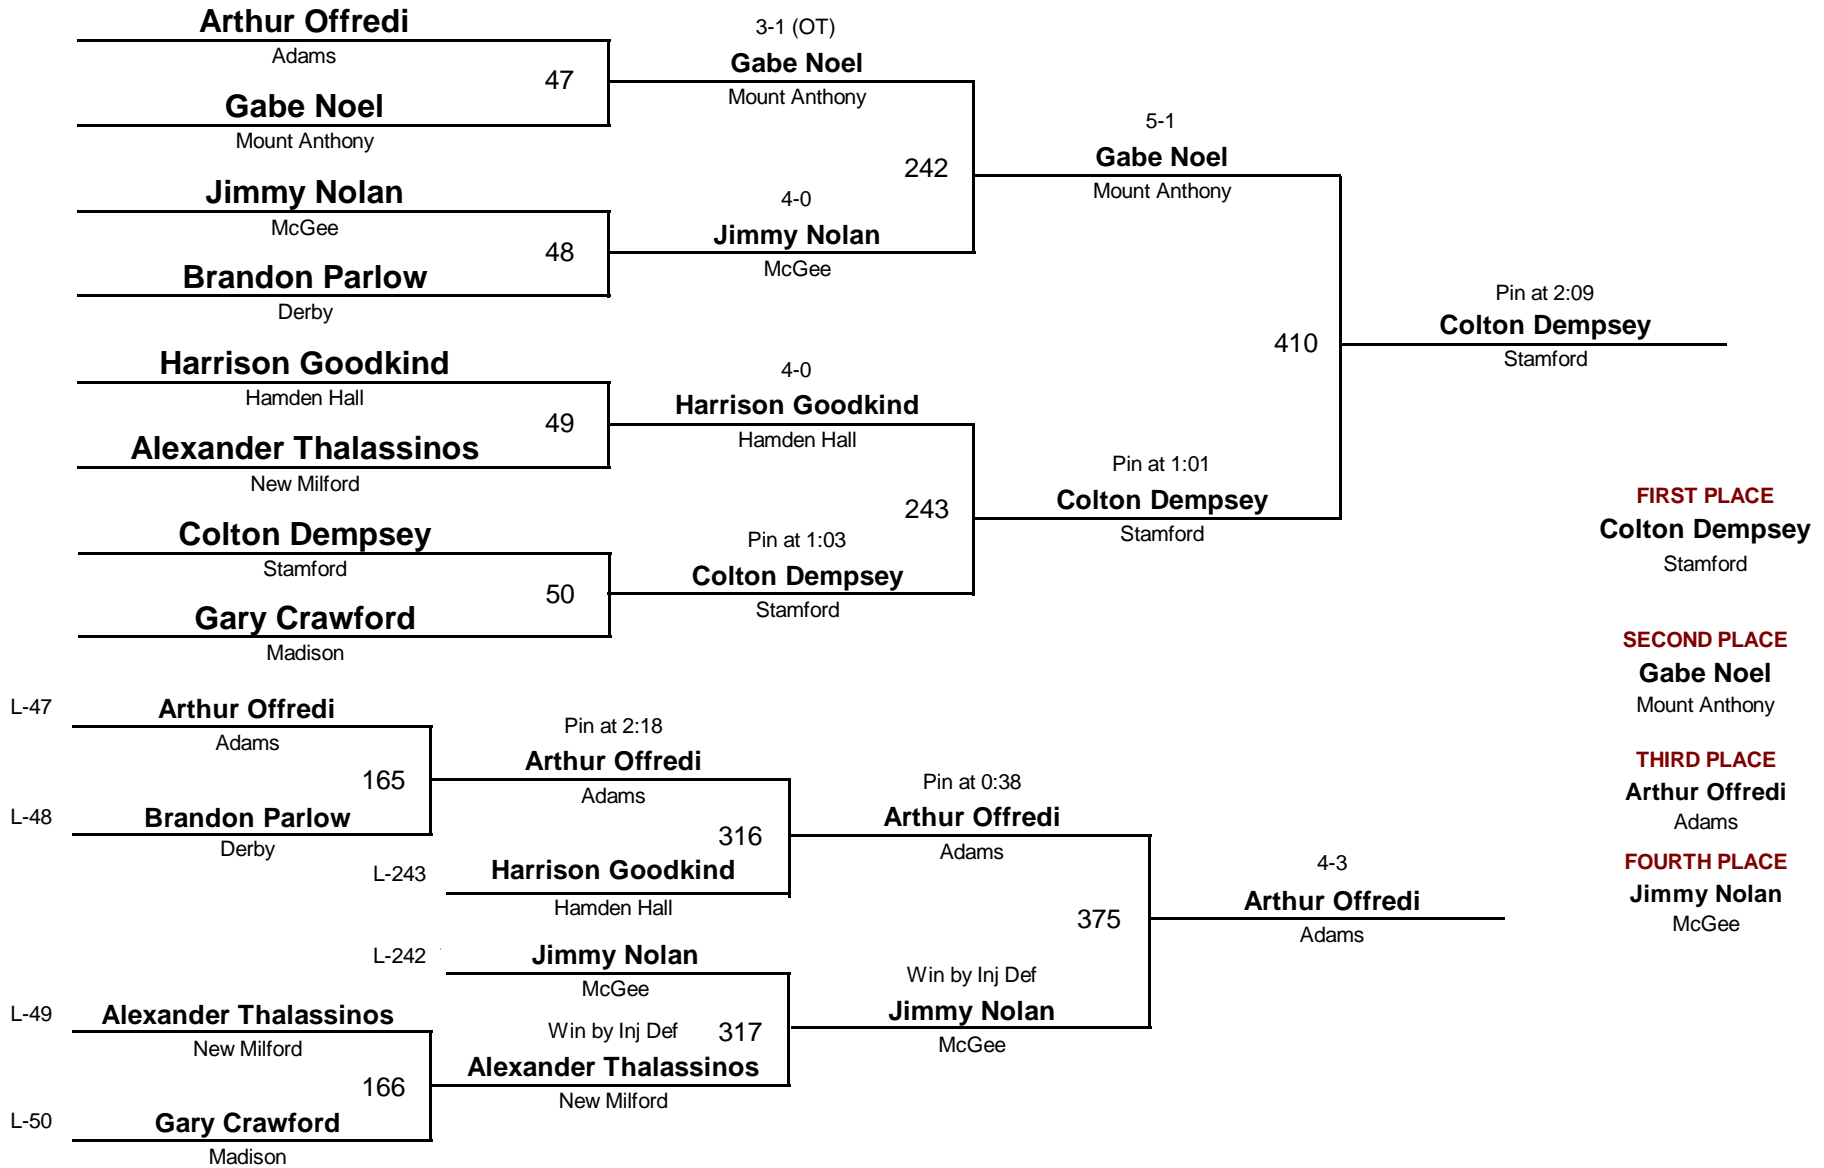 Arthur Offredi
Adams
47
Gabe Noel
Mount Anthony
Jimmy Nolan
McGee
48
Brandon Parlow
Derby
Harrison Goodkind
Hamden Hall
49
Alexander Thalassinos
New Milford
Colton Dempsey
Stamford
50
Gary Crawford
Madison
3-1 (OT)
Gabe Noel
Mount Anthony
242
4-0
Jimmy Nolan
McGee
4-0
Harrison Goodkind
Hamden Hall
243
Pin at 1:03
Colton Dempsey
Stamford
5-1
Gabe Noel
Mount Anthony
410
Pin at 1:01
Colton Dempsey
Stamford
Pin at 2:09
Colton Dempsey
Stamford
FIRST PLACE
Colton Dempsey
Stamford
SECOND PLACE
Gabe Noel
Mount Anthony
THIRD PLACE
Arthur Offredi
Adams
FOURTH PLACE
Jimmy Nolan
McGee
L-47
Arthur Offredi
Adams
165
L-48
Brandon Parlow
Derby
Pin at 2:18
Arthur Offredi
Adams
316
L-243
Harrison Goodkind
Hamden Hall
L-242
Jimmy Nolan
McGee
L-49
Alexander Thalassinos
New Milford
166
L-50
Gary Crawford
Madison
Win by Inj Def
317
Alexander Thalassinos
New Milford
Pin at 0:38
Arthur Offredi
Adams
375
Win by Inj Def
Jimmy Nolan
McGee
4-3
Arthur Offredi
Adams